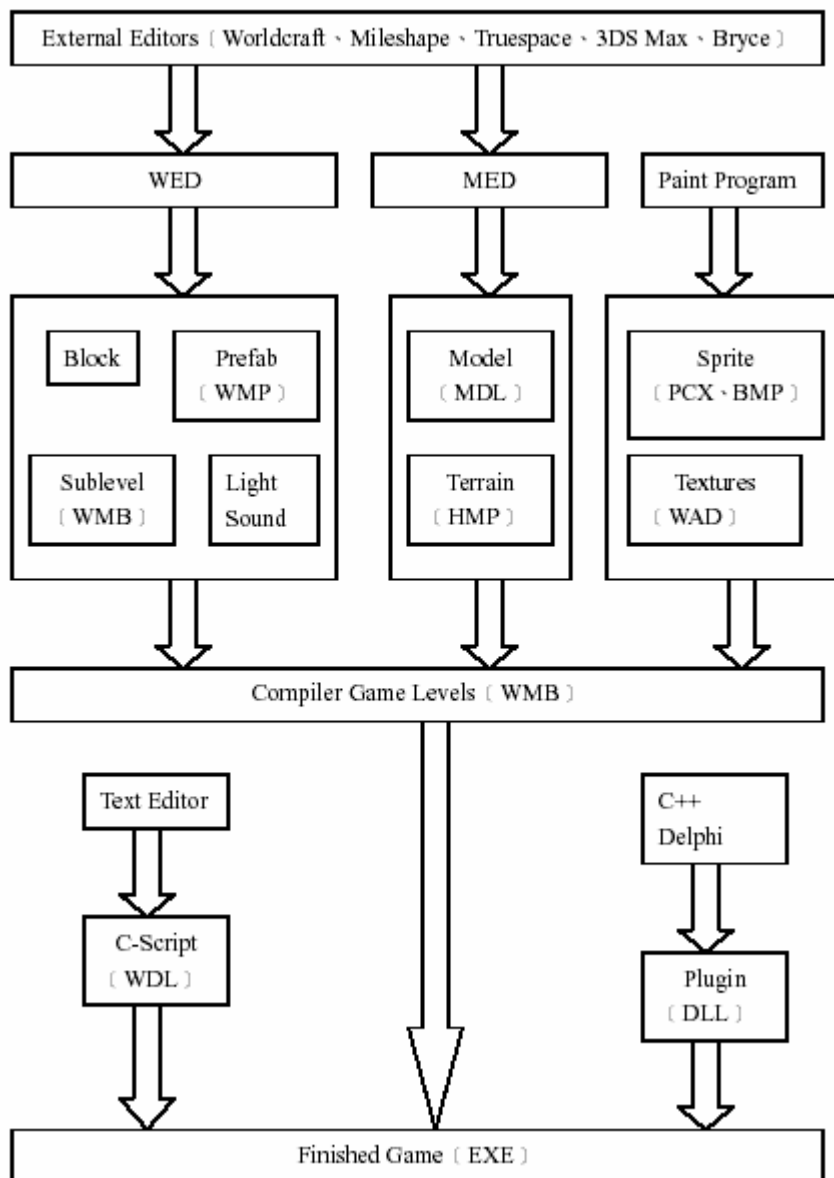 External Editors〔Worldcraft、Mileshape、Truespace、3DS Max、Bryce〕
WED
MED
Paint Program
Block
Prefab
〔WMP〕
Model
〔MDL〕
Sprite
〔PCX、BMP〕
Sublevel
〔WMB〕
Light
Sound
Terrain
〔HMP〕
Textures
〔WAD〕
Compiler Game Levels〔WMB〕
Text Editor
C++
Delphi
C-Script
〔WDL〕
Plugin
〔DLL〕
Finished Game〔EXE〕